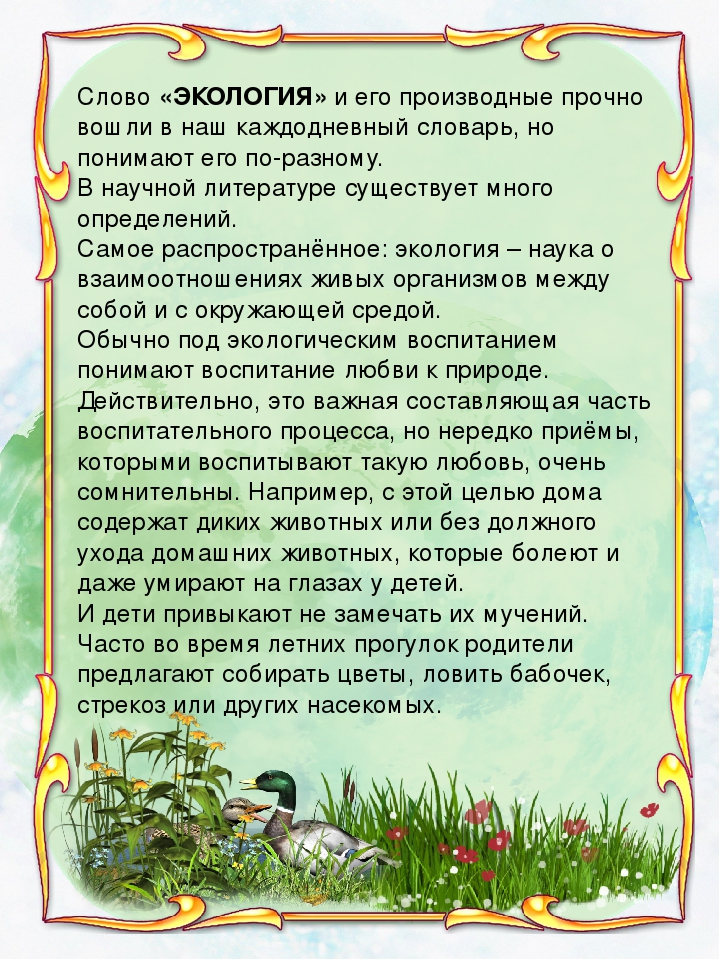 Слово «ЭКОЛОГИЯ» и его производные прочно
вошли в наш каждодневный словарь, но
понимают его по-разному.
В научной литературе существует много
определений.
Самое распространённое: экология – наука о
взаимоотношениях живых организмов между
собой и с окружающей средой.
Обычно под экологическим воспитанием
понимают воспитание любви к природе.
Действительно, это важная составляющая часть
воспитательного процесса, но нередко приёмы,
которыми воспитывают такую любовь, очень
сомнительны. Например, с этой целью дома
содержат диких животных или без должного
ухода домашних животных, которые болеют и
даже умирают на глазах у детей.
И дети привыкают не замечать их мучений.
Часто во время летних прогулок родители
предлагают собирать цветы, ловить бабочек,
стрекоз или других насекомых.